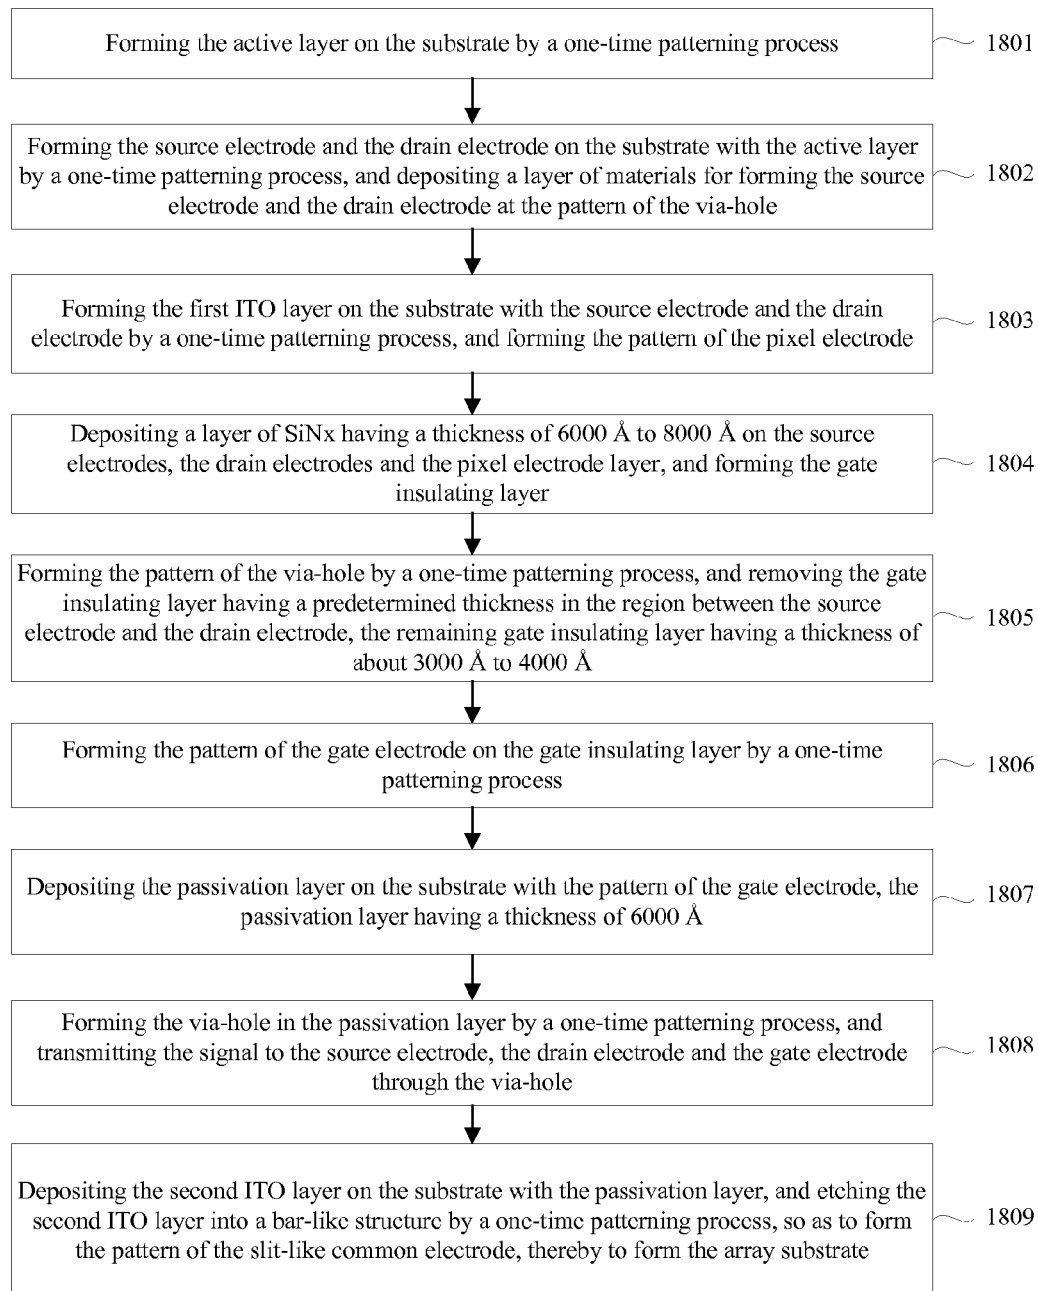 Forming the active layer on the substrate by a one-time patterning process
1801
Forming the source electrode and the drain electrode on the substrate with the active layer
by a one-time patterning process, and depositing a layer of materials for forming the source
electrode and the drain electrode at the pattern of the via-hole
1802
Forming the first ITO layer on the substrate with the source electrode and the drain
electrode by a one-time patterning process, and forming the pattern of the pixel electrode
1803
Depositing a layer of SiNx having a thickness of 6000 Å to 8000 Å on the source
electrodes, the drain electrodes and the pixel electrode layer, and forming the gate
insulating layer
1804
Forming the pattern of the via-hole by a one-time patterning process, and removing the gate
insulating layer having a predetermined thickness in the region between the source
electrode and the drain electrode, the remaining gate insulating layer having a thickness of
about 3000 Å to 4000 Å
1805
Forming the pattern of the gate electrode on the gate insulating layer by a one-time
patterning process
1806
Depositing the passivation layer on the substrate with the pattern of the gate electrode, the
passivation layer having a thickness of 6000 Å
1807
Forming the via-hole in the passivation layer by a one-time patterning process, and
transmitting the signal to the source electrode, the drain electrode and the gate electrode
through the via-hole
1808
Depositing the second ITO layer on the substrate with the passivation layer, and etching the
second ITO layer into a bar-like structure by a one-time patterning process, so as to form
the pattern of the slit-like common electrode, thereby to form the array substrate
1809